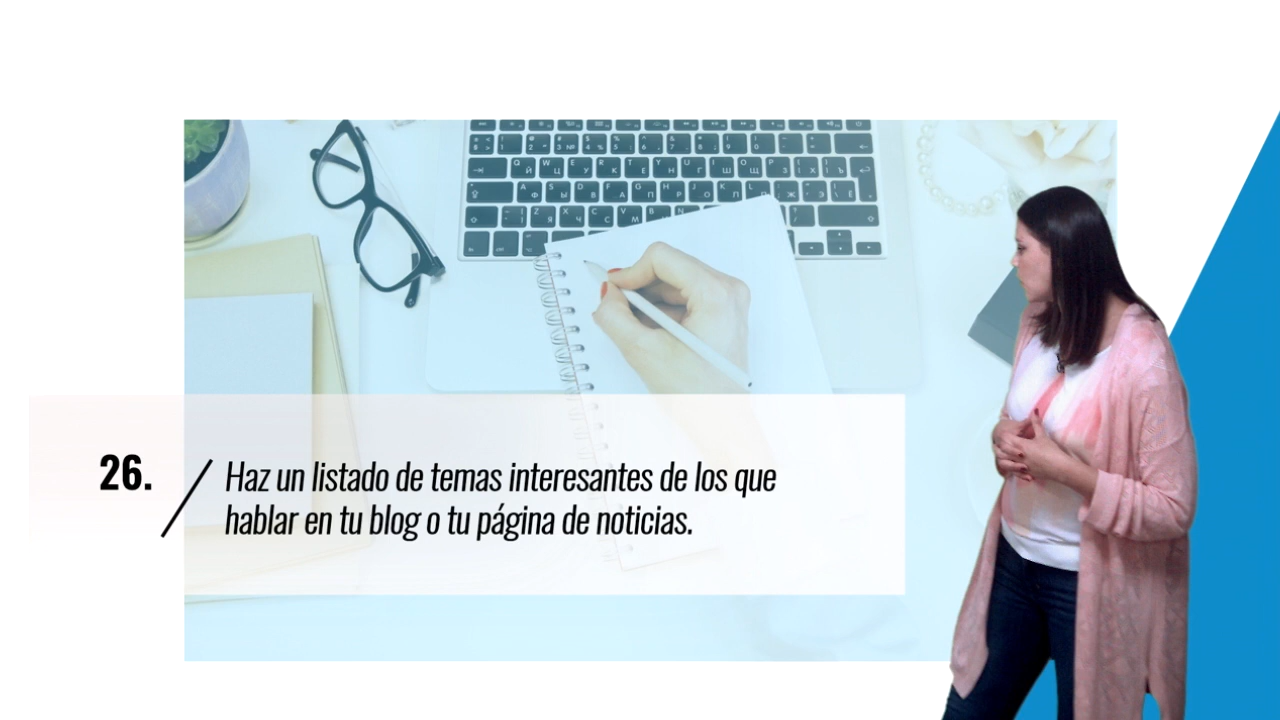 26.
Haz un listado de temas interesantes de los que
hablar en tu blog o tu página de noticias.